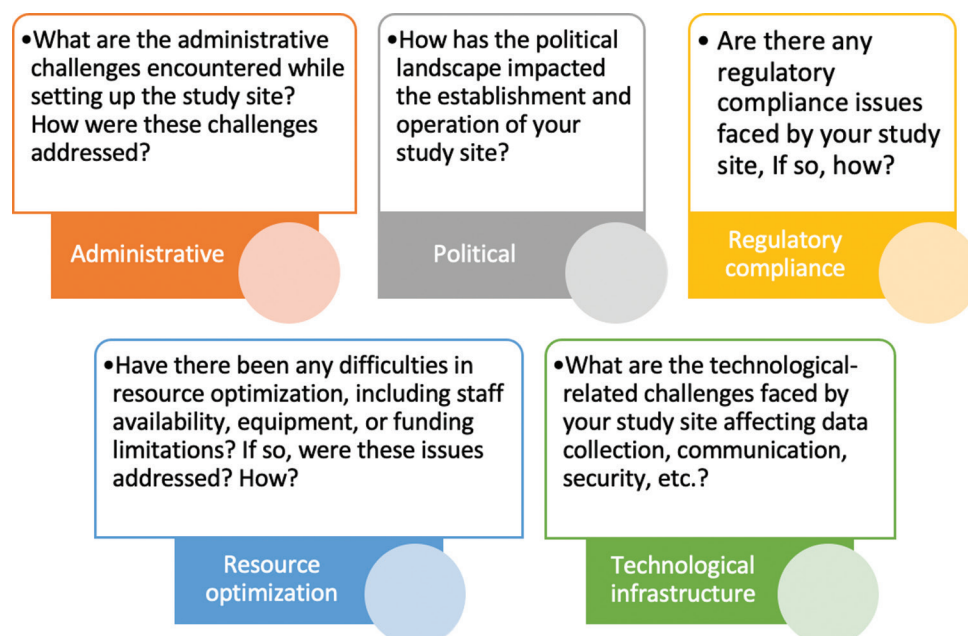 •What are the administrative
challenges encountered while
setting up the study site?
How were these challenges
addressed?
Administrative
•How has the political
landscape impacted
the establishment and
operation of your
study site?
Political
• Are there any
regulatory
compliance issues
faced by your study
site, If so, how?
Regulatory
compliance
•Have there been any difficulties in
resource optimization, including staff
availability, equipment, or funding
limitations? If so, were these issues
addressed? How?
Resource
optimization
•What are the technological-
related challenges faced by
your study site affecting data
collection, communication,
security, etc.?
Technological
infrastructure